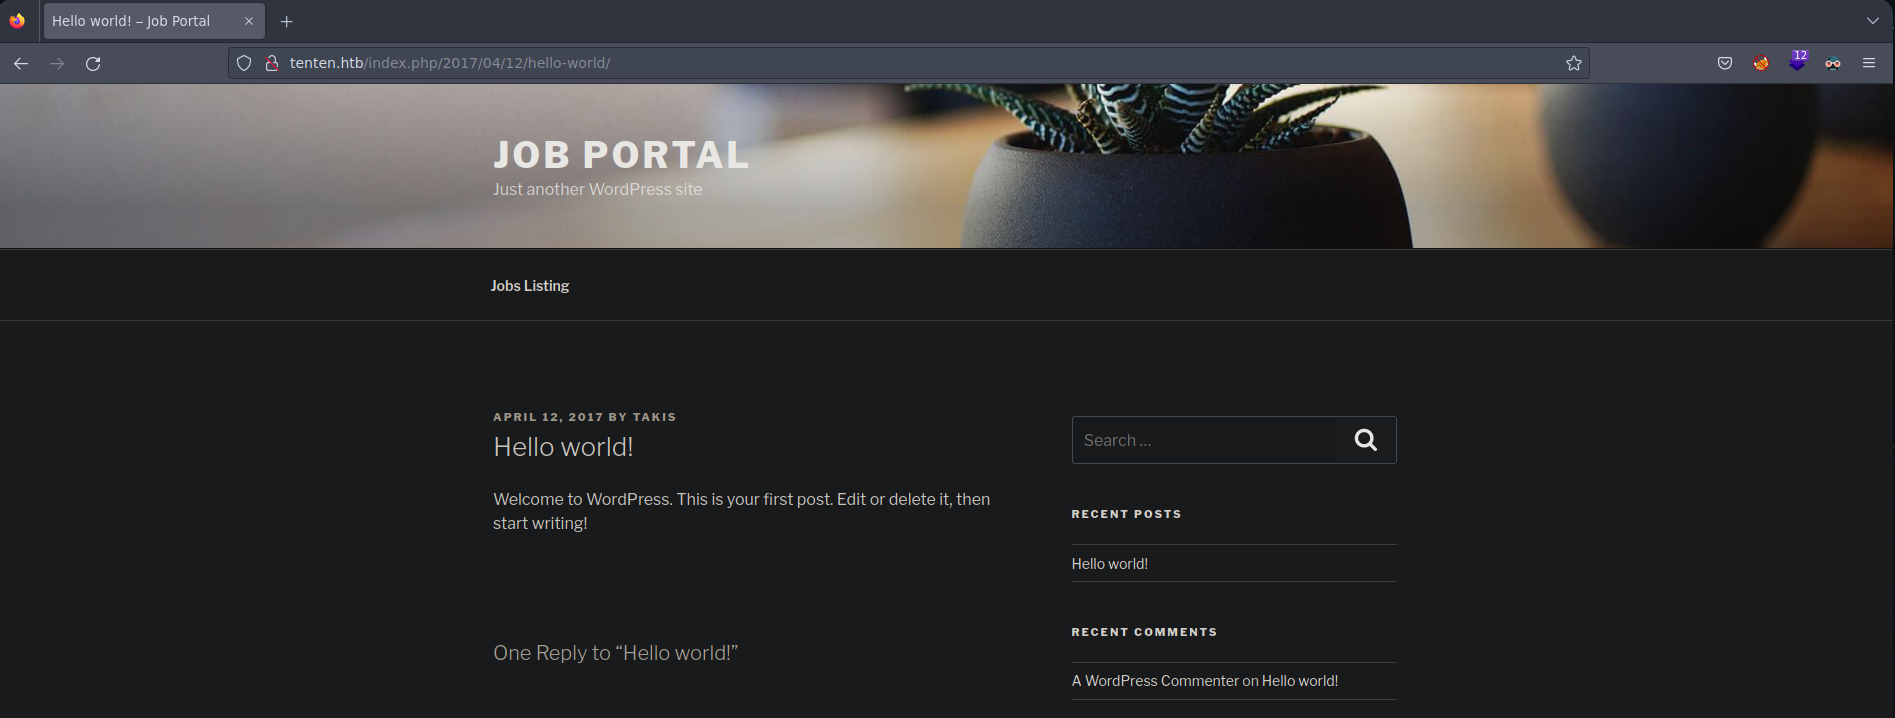 Hello world! – Job Portal
tenten.htb/index.php/2017/04/12/hello-world/
12
JOB PORTAL
Just another WordPress site
Jobs Listing
APRIL 12, 2017 BY TAKIS
Hello world!
Welcome to WordPress. This is your first post. Edit or delete it, then
start writing!
One Reply to “Hello world!”
Search …
RECENT POSTS
Hello world!
RECENT COMMENTS
A WordPress Commenter on Hello world!